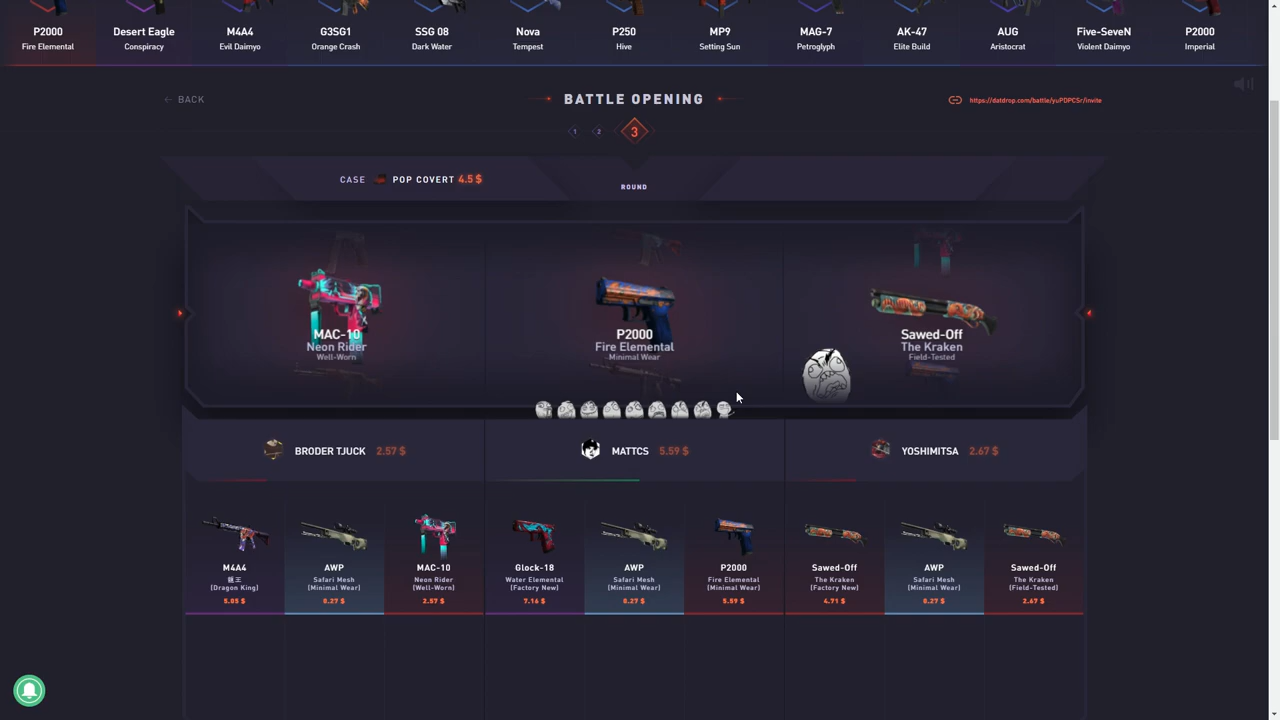 P2000
Fire Elemental
Desert Eagle
Conspiracy
M4A4
Evil Daimyo
G3SG1
Orange Crash
SSG 08
Dark Water
Nova
Tempest
P250
Hive
MP9
Setting Sun
MAG-7
Petroglyph
AK-47
Elite Build
AUG
Aristocrat
Five-SeveN
Violent Daimyo
P2000
Imperial
← BACK
BATTLE OPENING
https://datdrop.com/battle/yuPDPCSr/invite
1
2
3
CASE POP COVERT 4.5 $
ROUND
MAC-10
Neon Rider
Well-Worn
P2000
Fire Elemental
Minimal Wear
Sawed-Off
The Kraken
Field-Tested
BRODER TJUCK 2.57 $
MATTCS 5.59 $
YOSHIMITSA 2.67 $
M4A4
龍王
(Dragon King)
5.05 $
AWP
Safari Mesh
(Minimal Wear)
0.27 $
MAC-10
Neon Rider
(Well-Worn)
2.57 $
Glock-18
Water Elemental
(Factory New)
7.16 $
AWP
Safari Mesh
(Minimal Wear)
0.27 $
P2000
Fire Elemental
(Minimal Wear)
5.59 $
Sawed-Off
The Kraken
(Factory New)
4.71 $
AWP
Safari Mesh
(Minimal Wear)
0.27 $
Sawed-Off
The Kraken
(Field-Tested)
2.67 $